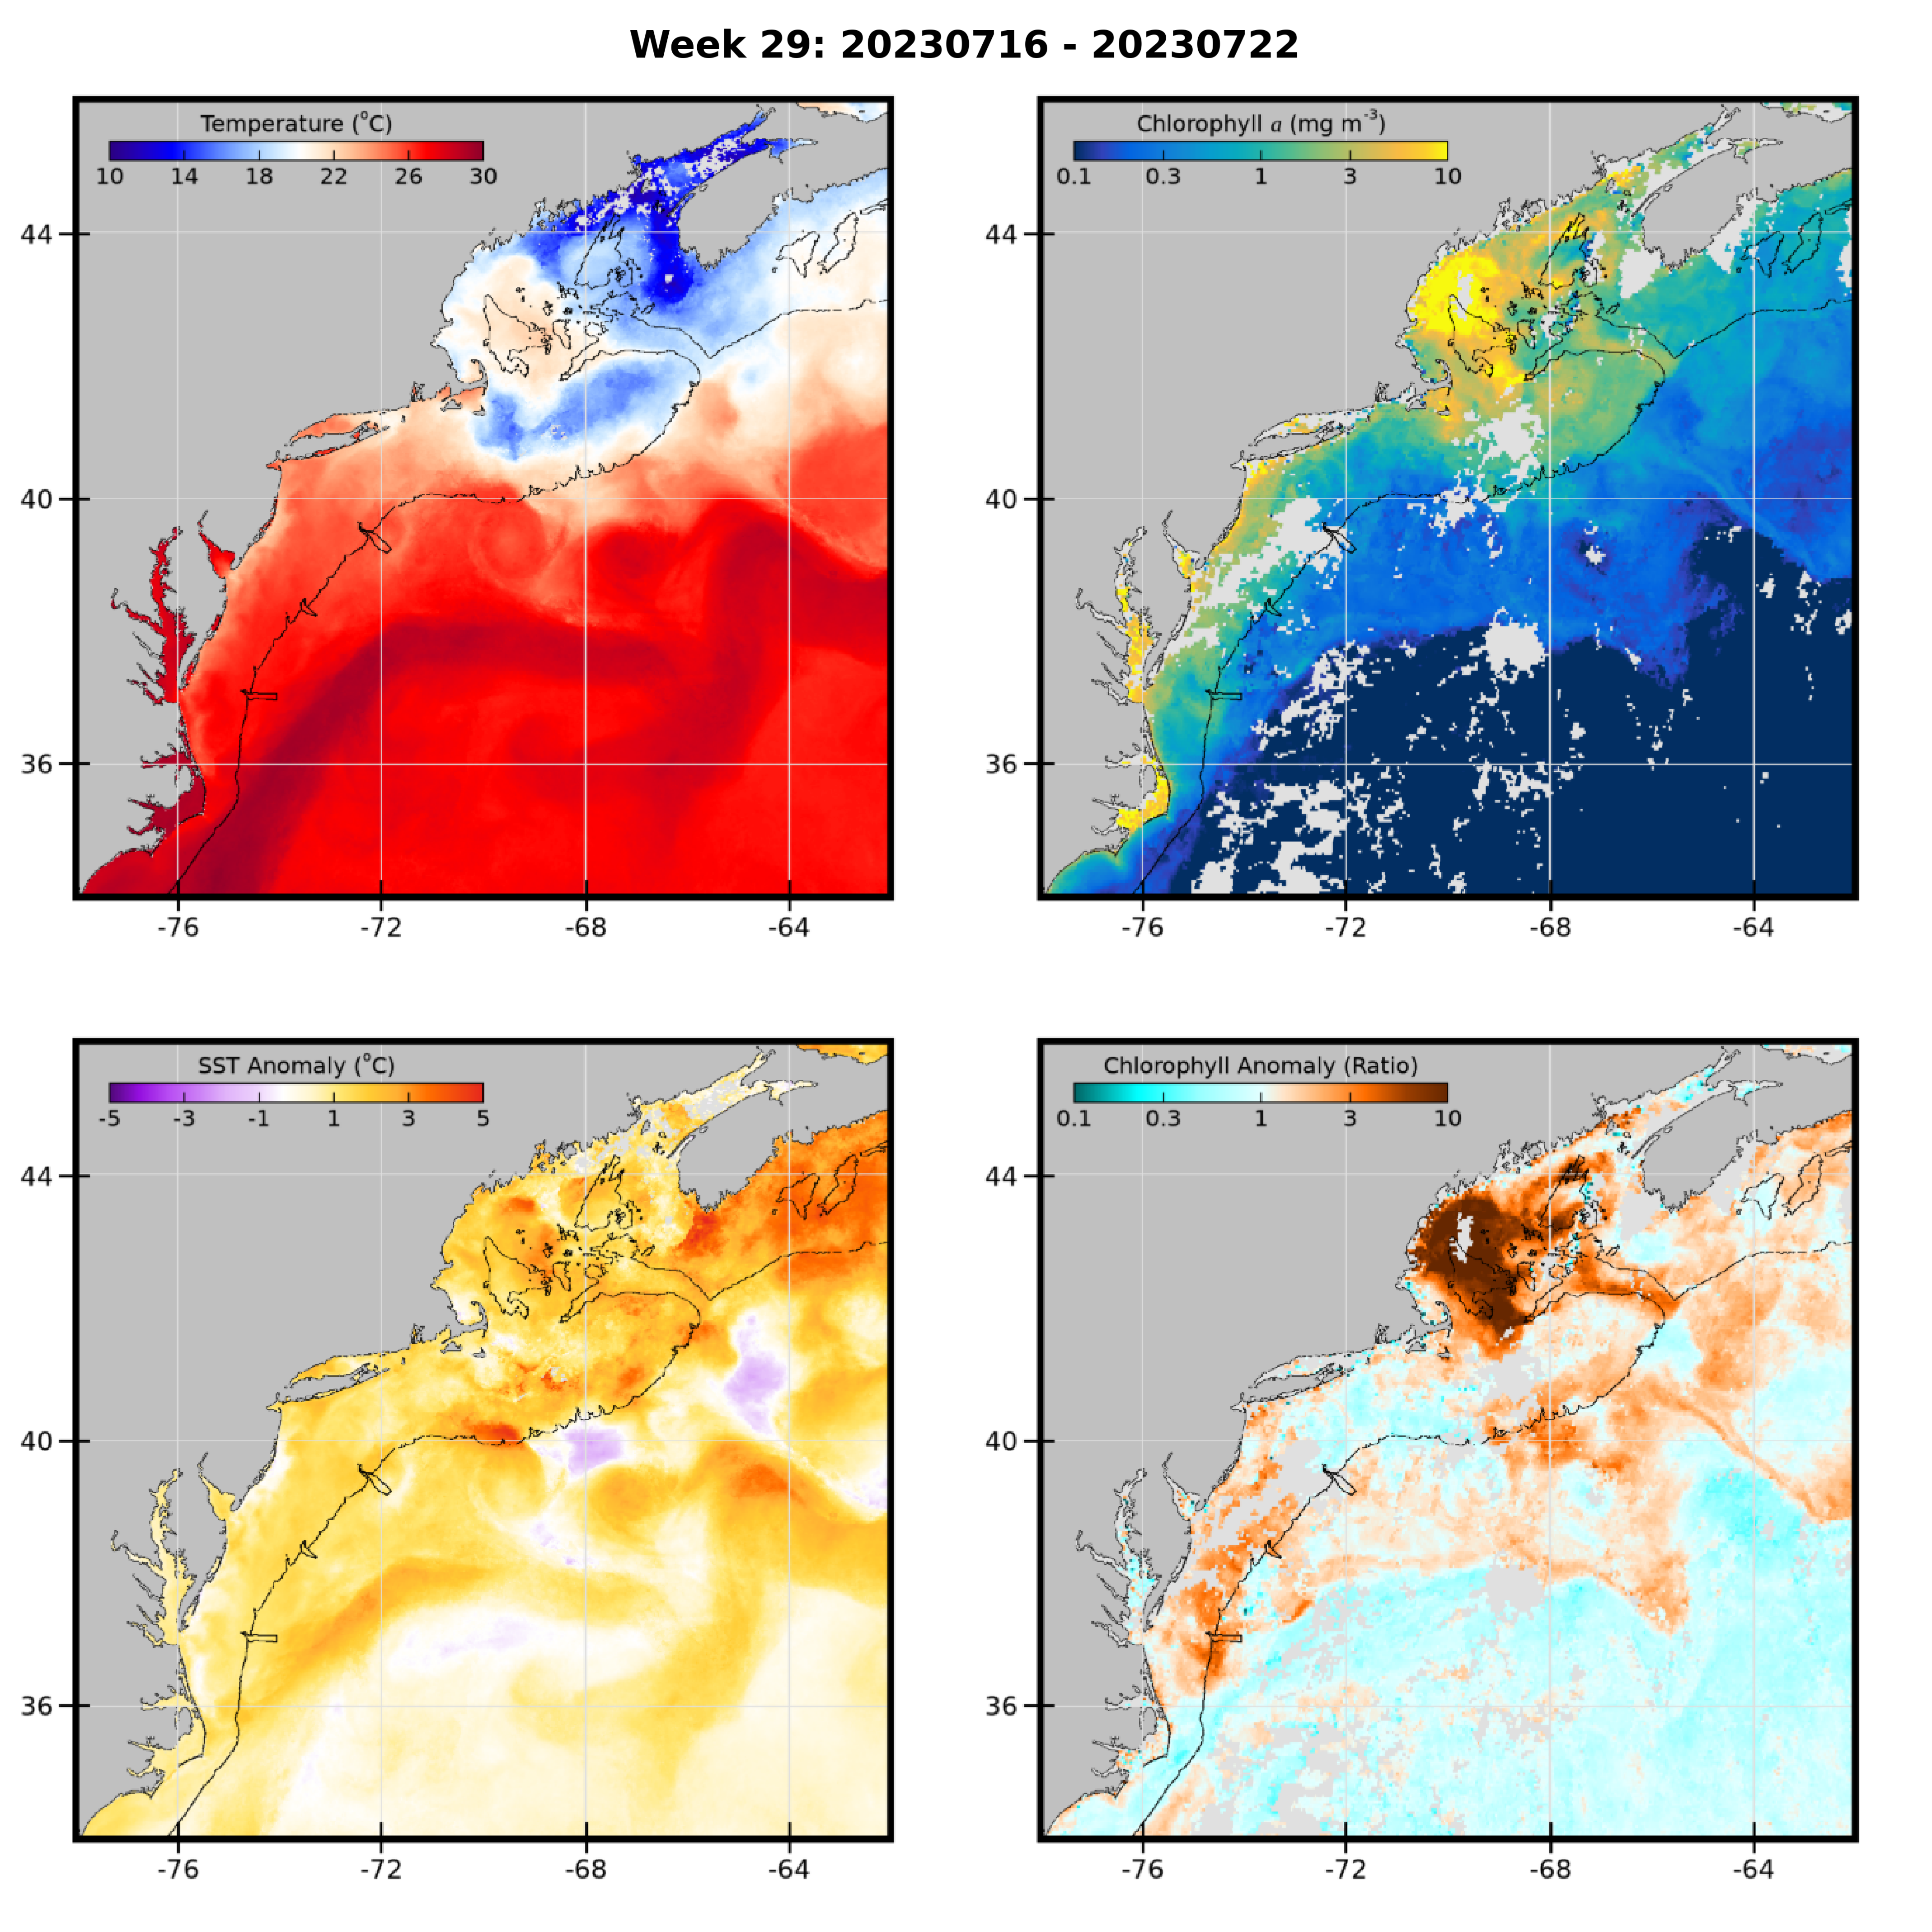 Week 29: 20230716 - 20230722
Temperature (°C)
10 14 18 22 26 30
44
40
36
-76 -72 -68 -64
Chlorophyll a (mg m⁻³)
0.1 0.3 1 3 10
44
40
36
-76 -72 -68 -64
SST Anomaly (°C)
-5 -3 -1 1 3 5
44
40
36
-76 -72 -68 -64
Chlorophyll Anomaly (Ratio)
0.1 0.3 1 3 10
44
40
36
-76 -72 -68 -64